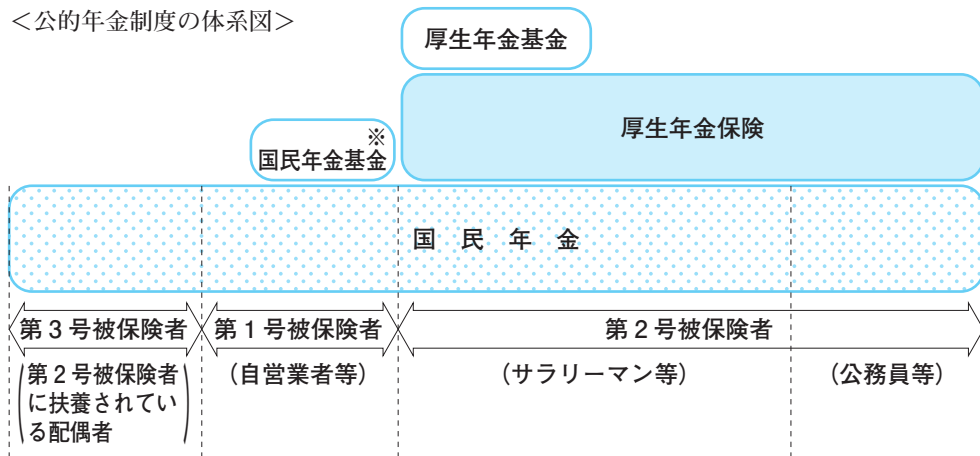 ＜公的年金制度の体系図＞
厚生年金基金
厚生年金保険
※
国民年金基金
国 民 年 金
第３号被保険者
第１号被保険者
第２号被保険者
（第２号被保険者
に扶養されてい
る配偶者）
（自営業者等）
（サラリーマン等）
（公務員等）